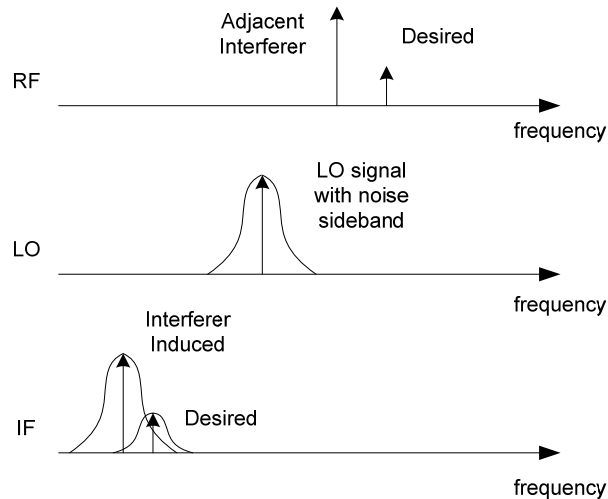 Adjacent
Interferer
Desired
RF
frequency
LO signal
with noise
sideband
LO
frequency
Interferer
Induced
Desired
IF
frequency